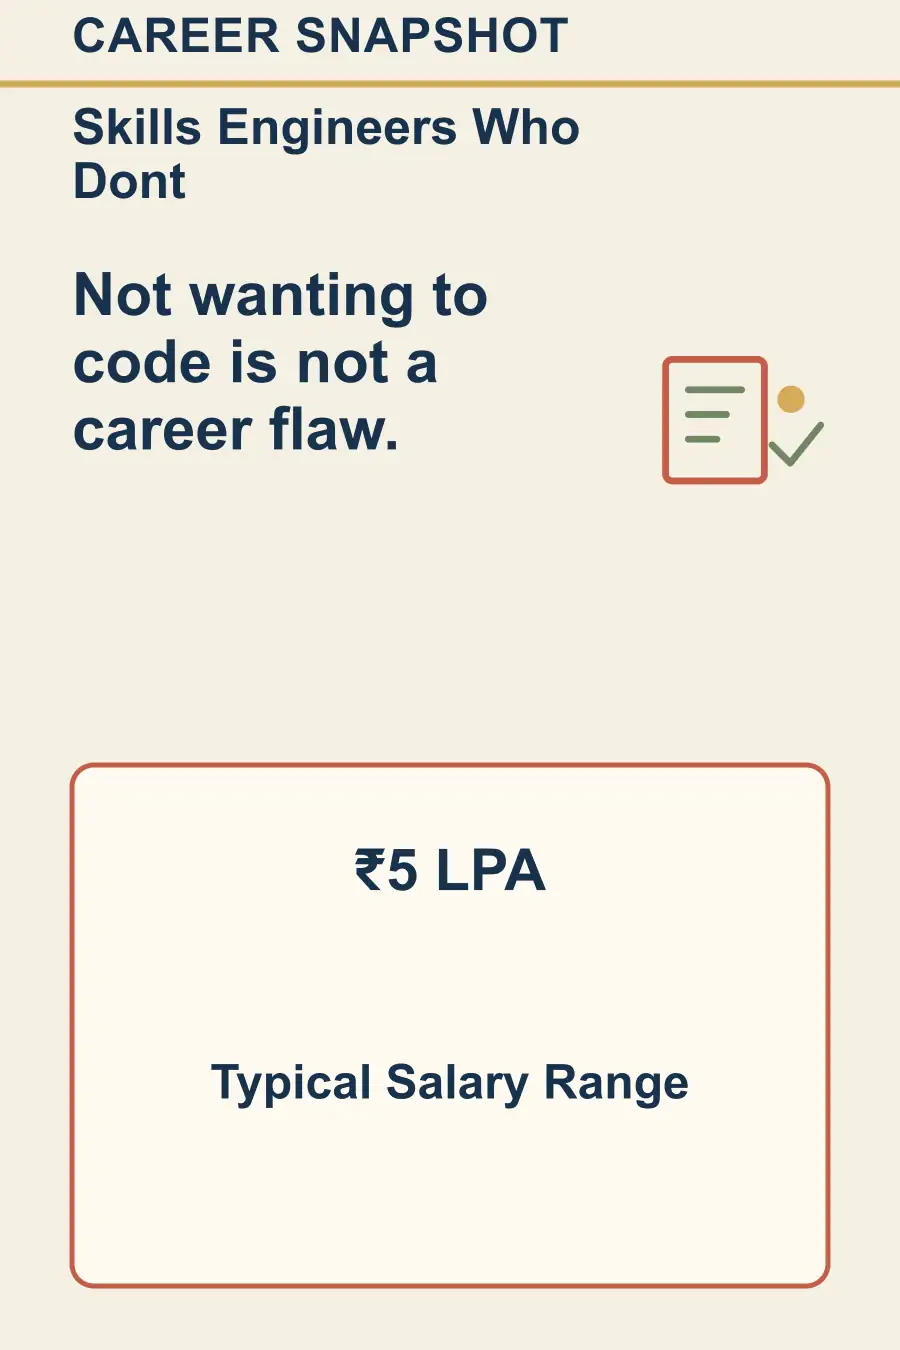 CAREER SNAPSHOT
Skills Engineers Who
Dont
Not wanting to
code is not a
career flaw.
₹5 LPA
Typical Salary Range